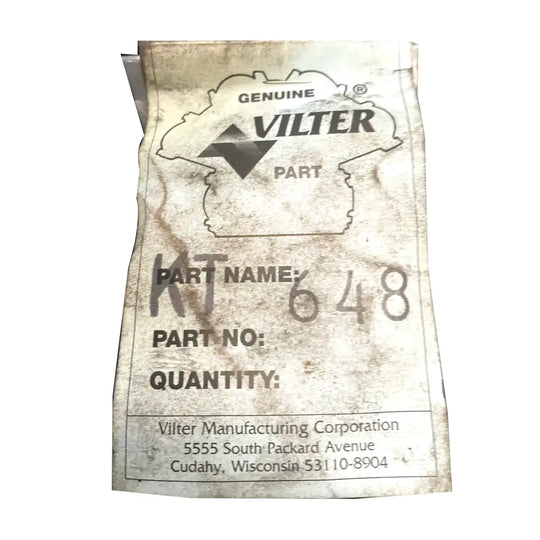 GENUINE ®
VILTER
PART
PART NAME:
KT 648
PART NO:
QUANTITY:
Vilter Manufacturing Corporation
5555 South Packard Avenue
Cudahy, Wisconsin 53110-8904